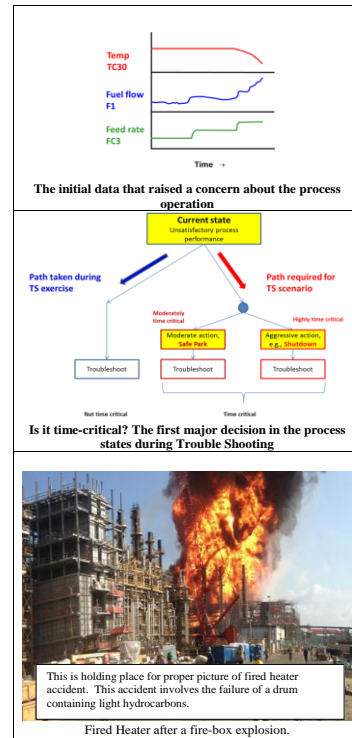 Temp
TC30
Fuel flow
F1
Feed rate
FC3
Time →
The initial data that raised a concern about the process
operation
Current state
Unsatisfactory process
performance
Path taken during
TS exercise
Path required for
TS scenario
Moderately
time critical
Highly time critical
Moderate action,
Safe Park
Aggressive action,
e.g., Shutdown
Troubleshoot
Troubleshoot
Troubleshoot
Not time critical
Time critical
Is it time-critical? The first major decision in the process
states during Trouble Shooting
This is holding place for proper picture of fired heater
accident. This accident involves the failure of a drum
containing light hydrocarbons.
Fired Heater after a fire-box explosion.